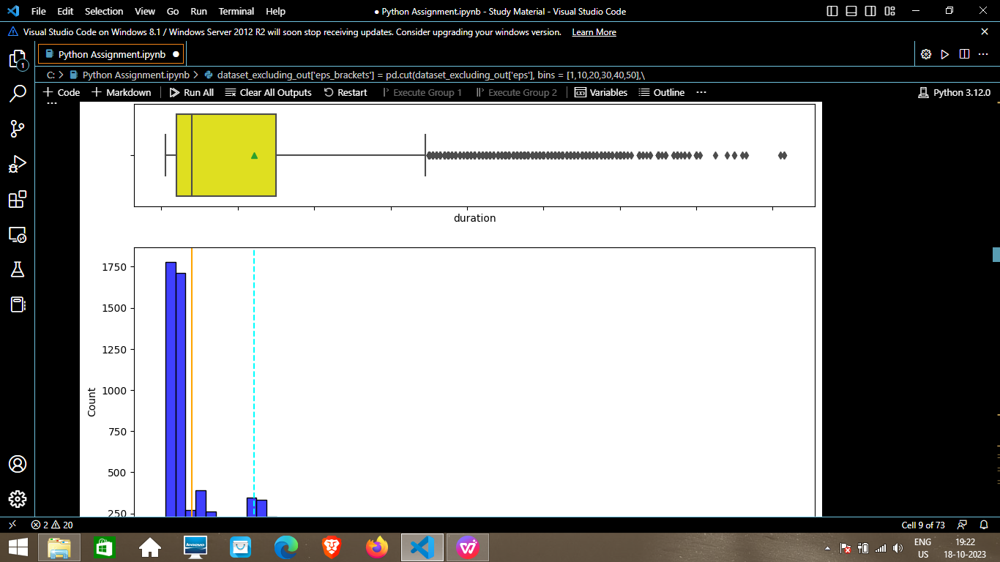 File Edit Selection View Go Run Terminal Help
● Python Assignment.ipynb - Study Material - Visual Studio Code
Visual Studio Code on Windows 8.1 / Windows Server 2012 R2 will soon stop receiving updates. Consider upgrading your windows version. Learn More
1
Python Assignment.ipynb ●
C: > Python Assignment.ipynb > dataset_excluding_out['eps_brackets'] = pd.cut(dataset_excluding_out['eps'], bins = [1,10,20,30,40,50],\
+ Code + Markdown Run All Clear All Outputs Restart Execute Group 1 Execute Group 2 Variables Outline ··· Python 3.12.0
...
duration
1750
1500
1250
1000
750
500
250
Count
2 20
Cell 9 of 73
lenovo
ENG
US
19:22
18-10-2023